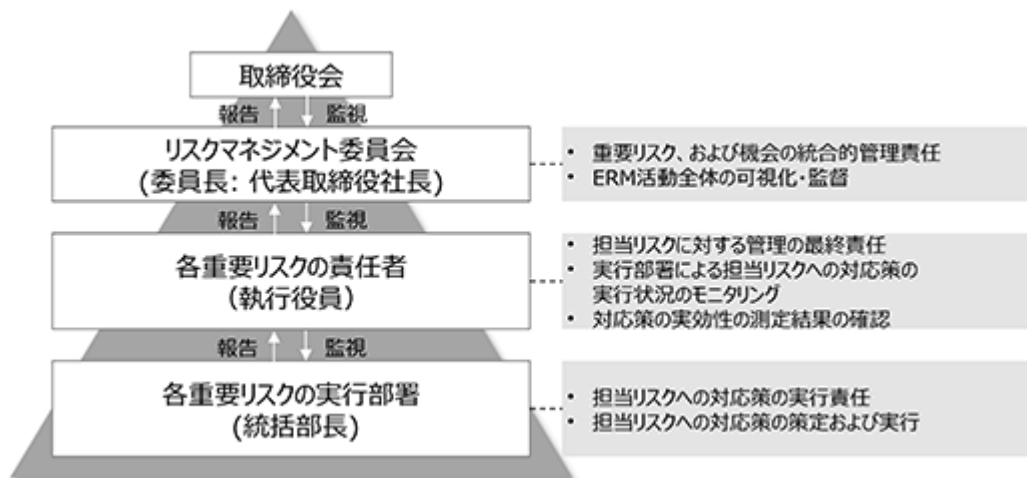 取締役会
報告 監視
リスクマネジメント委員会
(委員長: 代表取締役社長)
・ 重要リスク、および機会の統合的管理責任
・ ERM活動全体の可視化・監督
報告 監視
各重要リスクの責任者
(執行役員)
・ 担当リスクに対する管理の最終責任
・ 実行部署による担当リスクへの対応策の
実行状況のモニタリング
・ 対応策の実効性の測定結果の確認
報告 監視
各重要リスクの実行部署
(統括部長)
・ 担当リスクへの対応策の実行責任
・ 担当リスクへの対応策の策定および実行